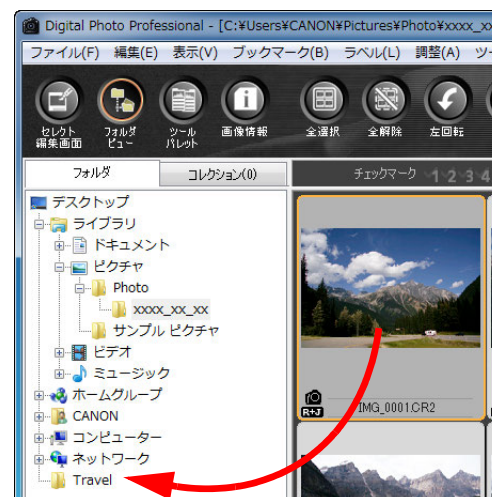 Digital Photo Professional - [C:¥Users¥CANON¥Pictures¥Photo¥xxxx_xx
ファイル(F) 編集(E) 表示(V) ブックマーク(B) ラベル(L) 調整(A) ツ
セレクト編集画面 フォルダビュー ツールパレット 画像情報 全選択 全解除 左回転
フォルダ コレクション(0) チェックマーク 1 2 3 4
デスクトップ
ライブラリ
ドキュメント
ピクチャ
Photo
xxxx_xx_xx
サンプル ピクチャ
ビデオ
ミュージック
ホームグループ
CANON
コンピューター
ネットワーク
Travel
R+J IMG_0001.CR2